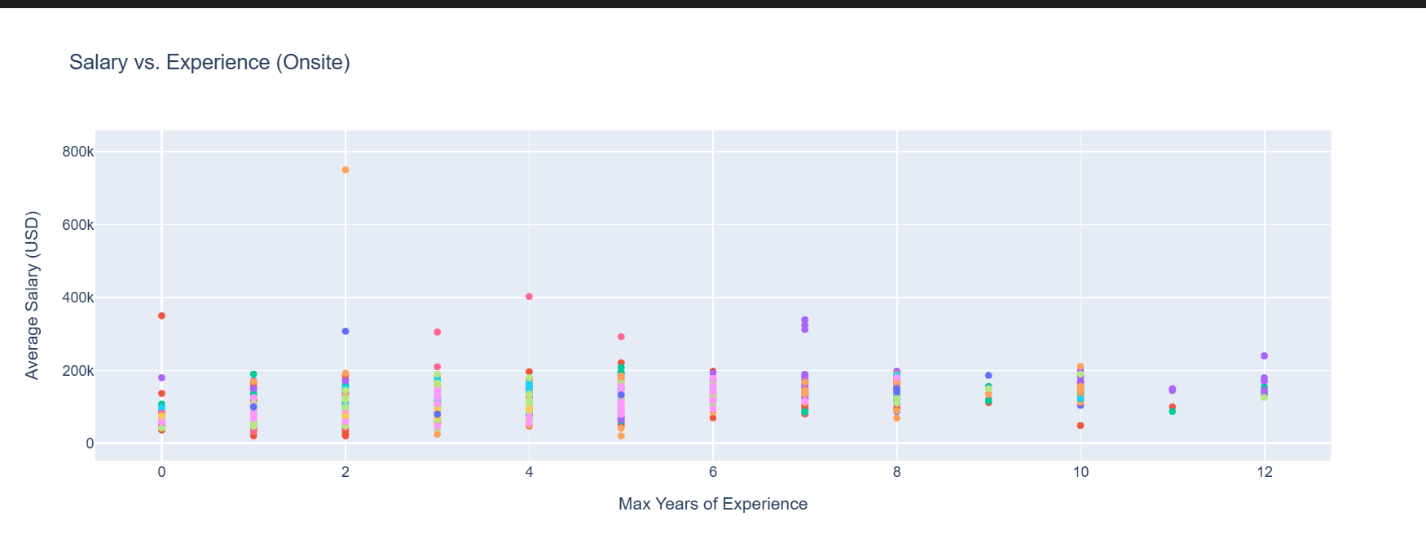 Salary vs. Experience (Onsite)
800k
600k
400k
200k
0
Average Salary (USD)
0 2 4 6 8 10 12
Max Years of Experience